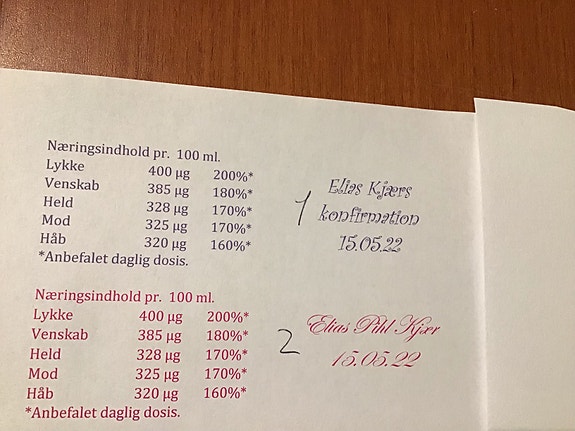 Næringsindhold pr. 100 ml.
Lykke 400 µg 200%*
Venskab 385 µg 180%*
Held 328 µg 170%*
Mod 325 µg 170%*
Håb 320 µg 160%*
*Anbefalet daglig dosis.
1
Elias Kjærs
konfirmation
15.05.22
Næringsindhold pr. 100 ml.
Lykke 400 µg 200%*
Venskab 385 µg 180%*
Held 328 µg 170%*
Mod 325 µg 170%*
Håb 320 µg 160%*
*Anbefalet daglig dosis.
2
Elias Pihl Kjær
15.05.22